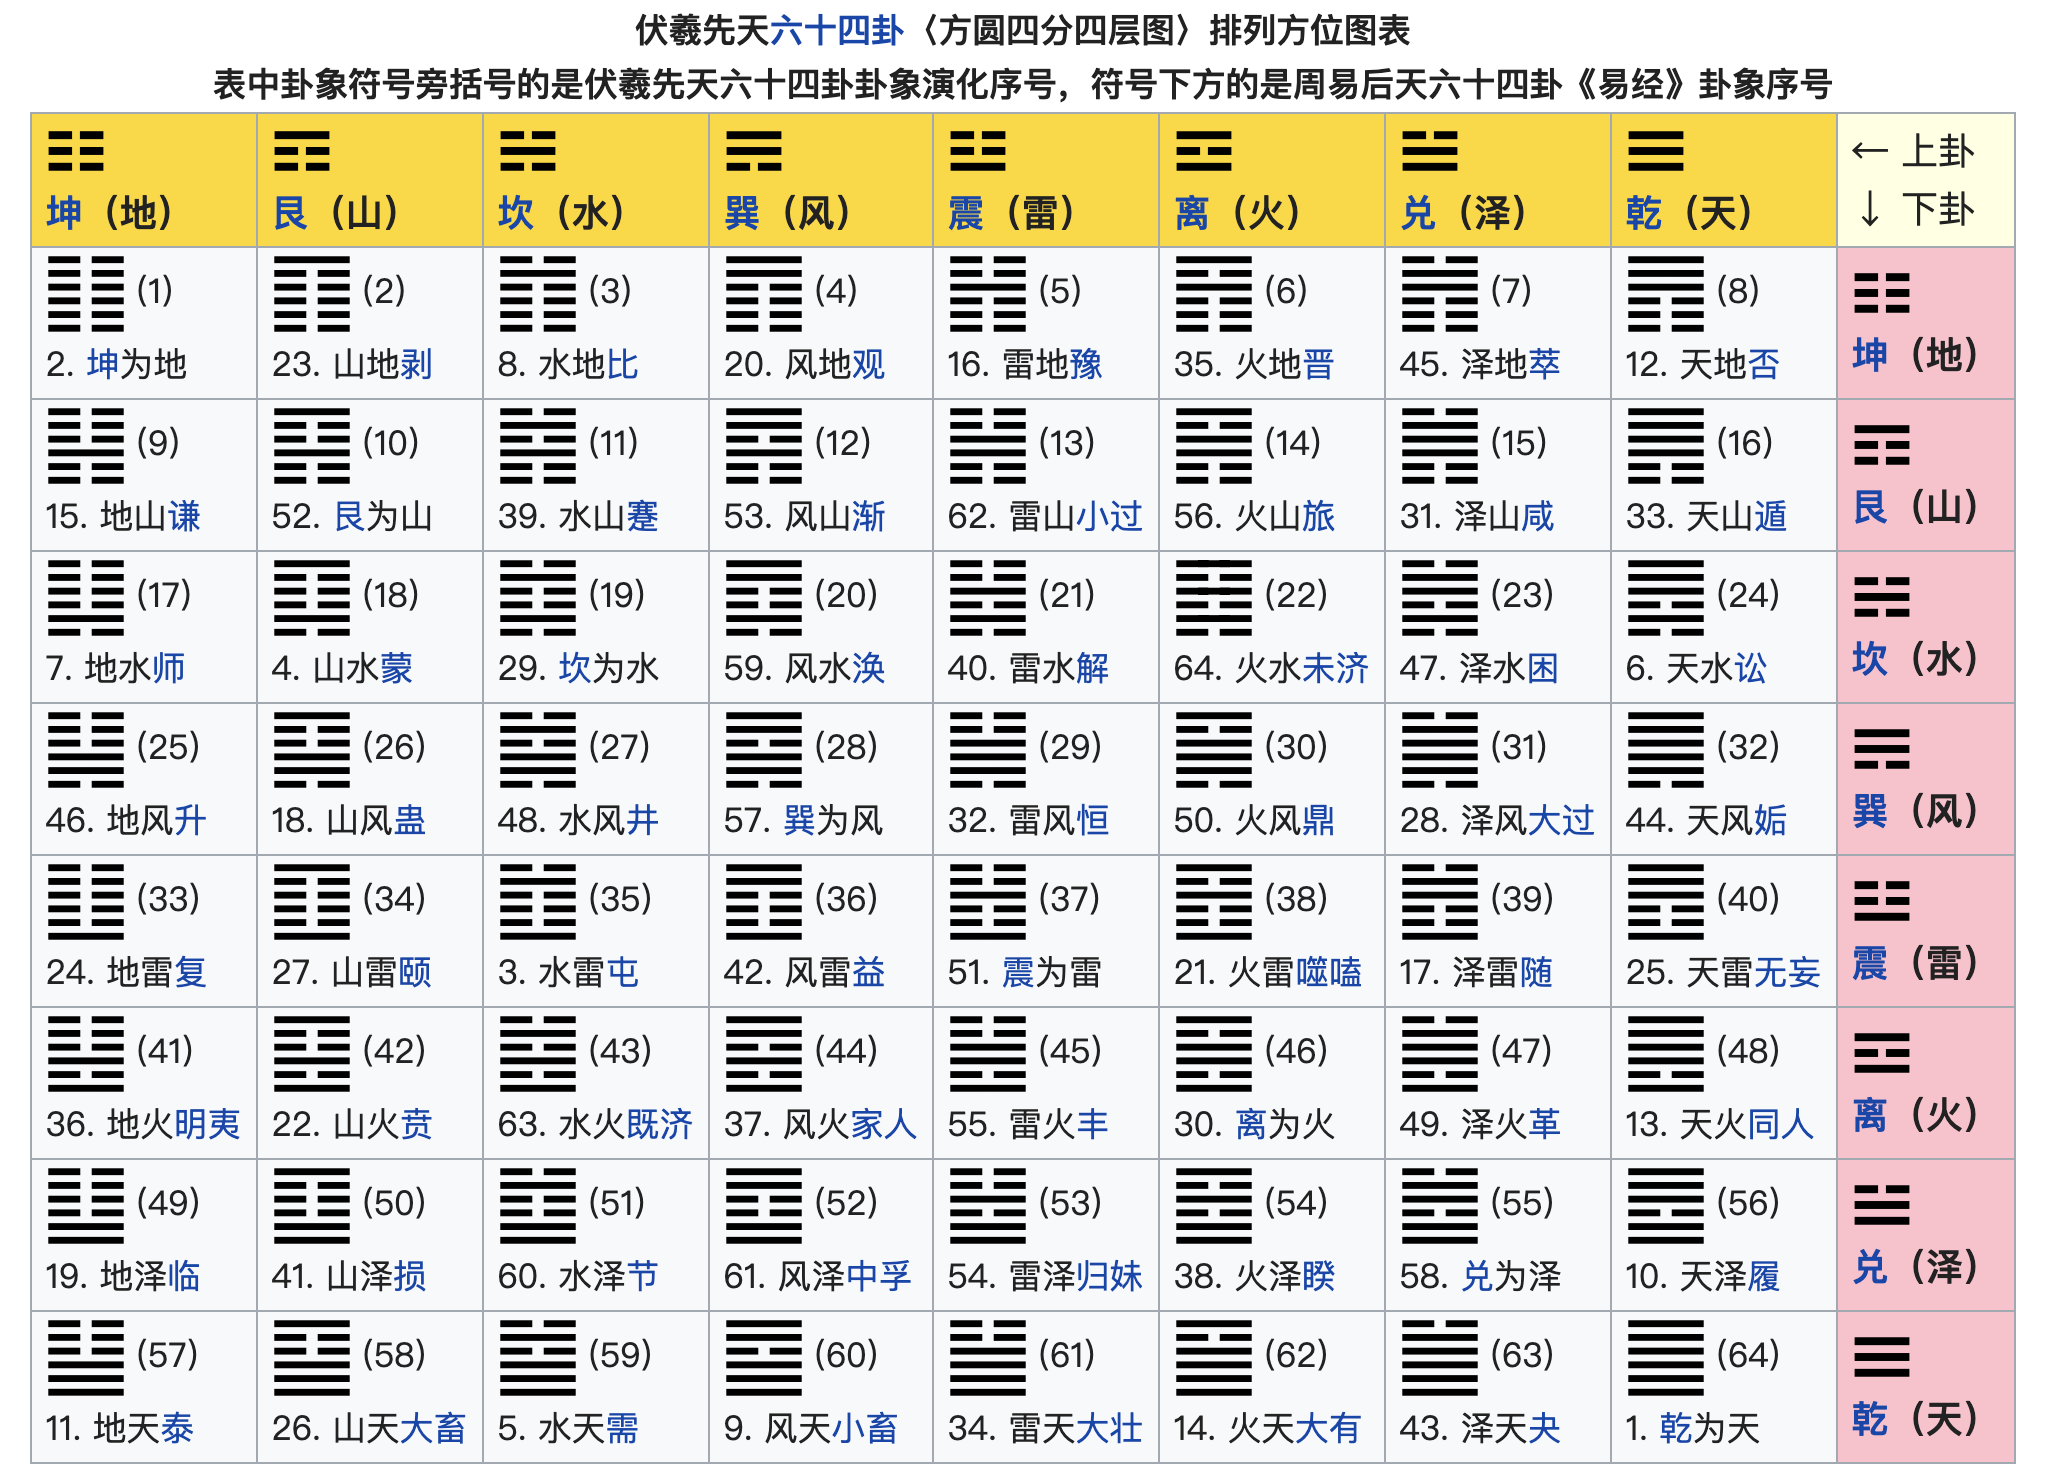 伏羲先天六十四卦〈方圆四分四层图〉排列方位图表
表中卦象符号旁括号的是伏羲先天六十四卦卦象演化序号，符号下方的是周易后天六十四卦《易经》卦象序号
坤（地） 艮（山） 坎（水） 巽（风） 震（雷） 离（火） 兑（泽） 乾（天） ← 上卦
↓ 下卦
(1) (2) (3) (4) (5) (6) (7) (8)
2. 坤为地 23. 山地剥 8. 水地比 20. 风地观 16. 雷地豫 35. 火地晋 45. 泽地萃 12. 天地否 坤（地）
(9) (10) (11) (12) (13) (14) (15) (16)
15. 地山谦 52. 艮为山 39. 水山蹇 53. 风山渐 62. 雷山小过 56. 火山旅 31. 泽山咸 33. 天山遁 艮（山）
(17) (18) (19) (20) (21) (22) (23) (24)
7. 地水师 4. 山水蒙 29. 坎为水 59. 风水涣 40. 雷水解 64. 火水未济 47. 泽水困 6. 天水讼 坎（水）
(25) (26) (27) (28) (29) (30) (31) (32)
46. 地风升 18. 山风蛊 48. 水风井 57. 巽为风 32. 雷风恒 50. 火风鼎 28. 泽风大过 44. 天风姤 巽（风）
(33) (34) (35) (36) (37) (38) (39) (40)
24. 地雷复 27. 山雷颐 3. 水雷屯 42. 风雷益 51. 震为雷 21. 火雷噬嗑 17. 泽雷随 25. 天雷无妄 震（雷）
(41) (42) (43) (44) (45) (46) (47) (48)
36. 地火明夷 22. 山火贲 63. 水火既济 37. 风火家人 55. 雷火丰 30. 离为火 49. 泽火革 13. 天火同人 离（火）
(49) (50) (51) (52) (53) (54) (55) (56)
19. 地泽临 41. 山泽损 60. 水泽节 61. 风泽中孚 54. 雷泽归妹 38. 火泽睽 58. 兑为泽 10. 天泽履 兑（泽）
(57) (58) (59) (60) (61) (62) (63) (64)
11. 地天泰 26. 山天大畜 5. 水天需 9. 风天小畜 34. 雷天大壮 14. 火天大有 43. 泽天夬 1. 乾为天 乾（天）